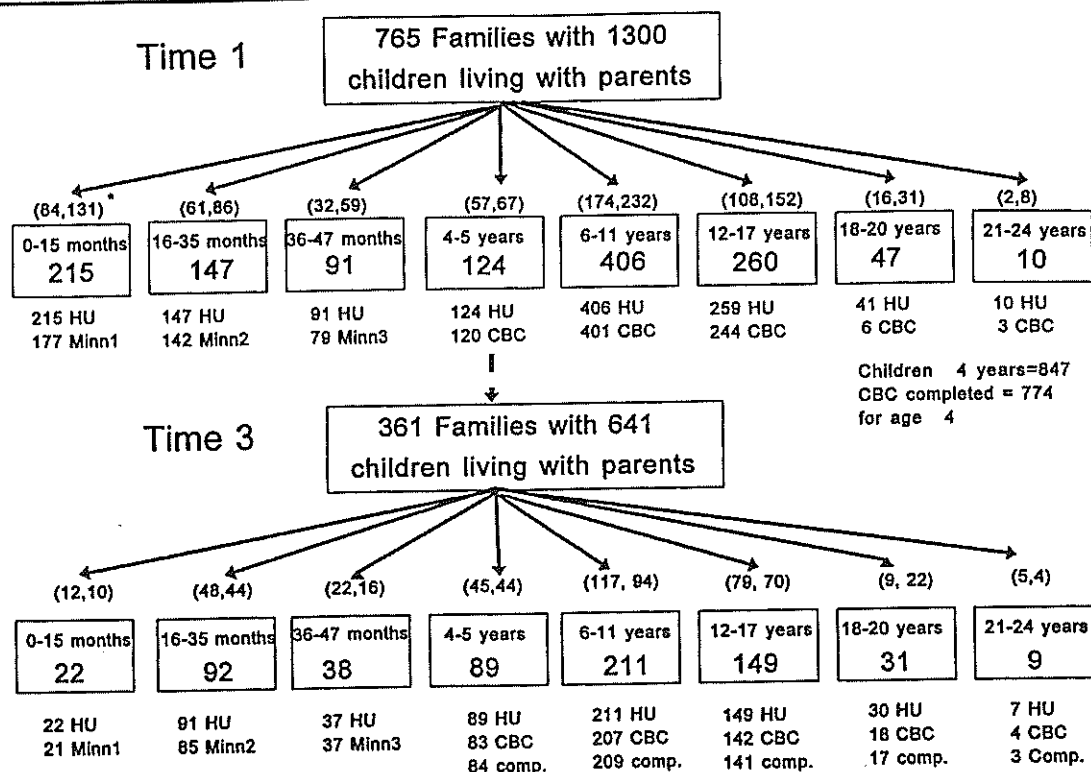 Time 1
765 Families with 1300
children living with parents
(84,131)*
(61,86)
(32,59)
(57,67)
(174,232)
(108,152)
(16,31)
(2,8)
0-15 months
215
16-35 months
147
36-47 months
91
4-5 years
124
6-11 years
406
12-17 years
260
18-20 years
47
21-24 years
10
215 HU
177 Minn1
147 HU
142 Minn2
91 HU
79 Minn3
124 HU
120 CBC
406 HU
401 CBC
259 HU
244 CBC
41 HU
6 CBC
10 HU
3 CBC
Children 4 years=847
CBC completed = 774
for age 4
Time 3
361 Families with 641
children living with parents
(12,10)
(48,44)
(22,16)
(45,44)
(117, 94)
(79, 70)
(9, 22)
(5,4)
0-15 months
22
16-35 months
92
36-47 months
38
4-5 years
89
6-11 years
211
12-17 years
149
18-20 years
31
21-24 years
9
22 HU
21 Minn1
91 HU
85 Minn2
37 HU
37 Minn3
89 HU
83 CBC
84 comp.
211 HU
207 CBC
209 comp.
149 HU
142 CBC
141 comp.
30 HU
18 CBC
17 comp.
7 HU
4 CBC
3 Comp.